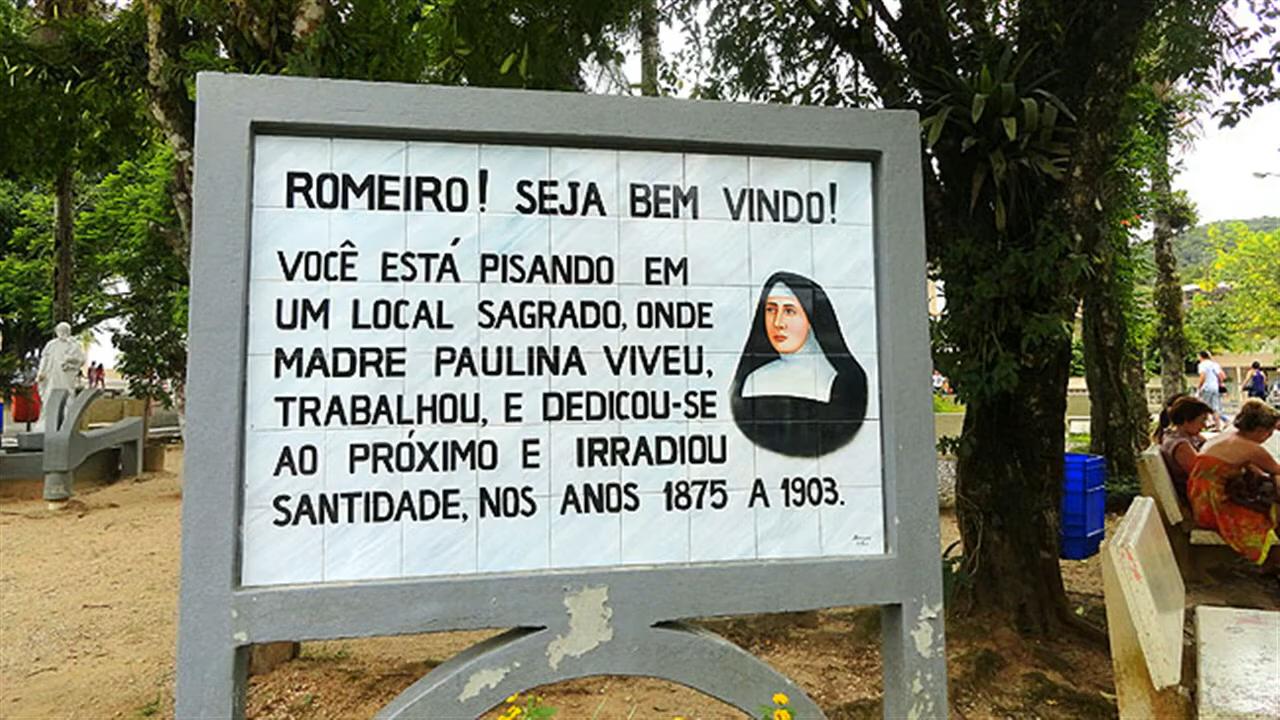 ROMEIRO! SEJA BEM VINDO!
VOCÊ ESTÁ PISANDO EM
UM LOCAL SAGRADO, ONDE
MADRE PAULINA VIVEU,
TRABALHOU, E DEDICOU-SE
AO PRÓXIMO E IRRADIOU
SANTIDADE, NOS ANOS 1875 A 1903.